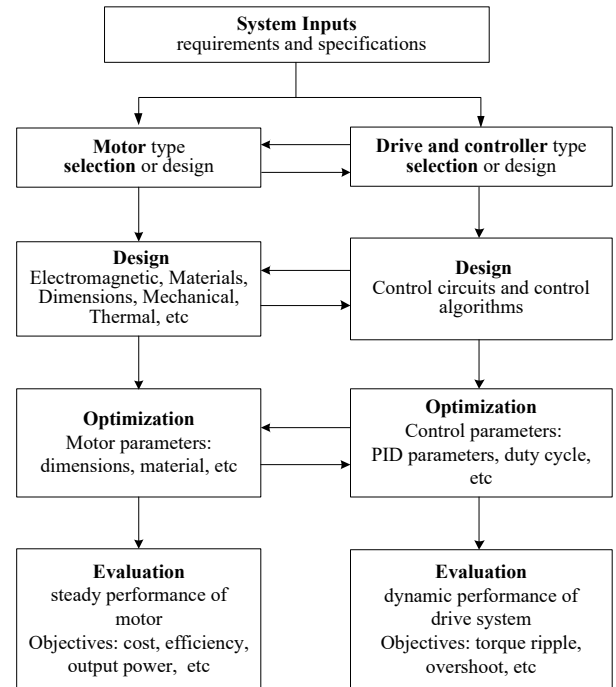 System Inputs
requirements and specifications
Motor type
selection or design
Drive and controller type
selection or design
Design
Electromagnetic, Materials,
Dimensions, Mechanical,
Thermal, etc
Design
Control circuits and control
algorithms
Optimization
Motor parameters:
dimensions, material, etc
Optimization
Control parameters:
PID parameters, duty cycle,
etc
Evaluation
steady performance of
motor
Objectives: cost, efficiency,
output power, etc
Evaluation
dynamic performance of
drive system
Objectives: torque ripple,
overshoot, etc